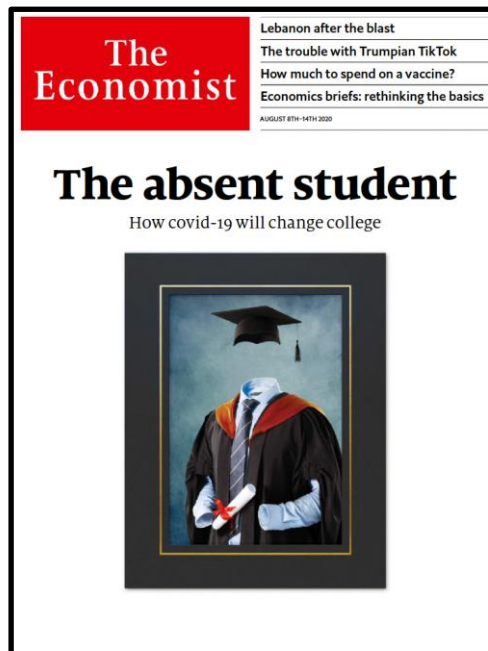 The
Economist
Lebanon after the blast
The trouble with Trumpian TikTok
How much to spend on a vaccine?
Economics briefs: rethinking the basics
AUGUST 8TH–14TH 2020
The absent student
How covid-19 will change college